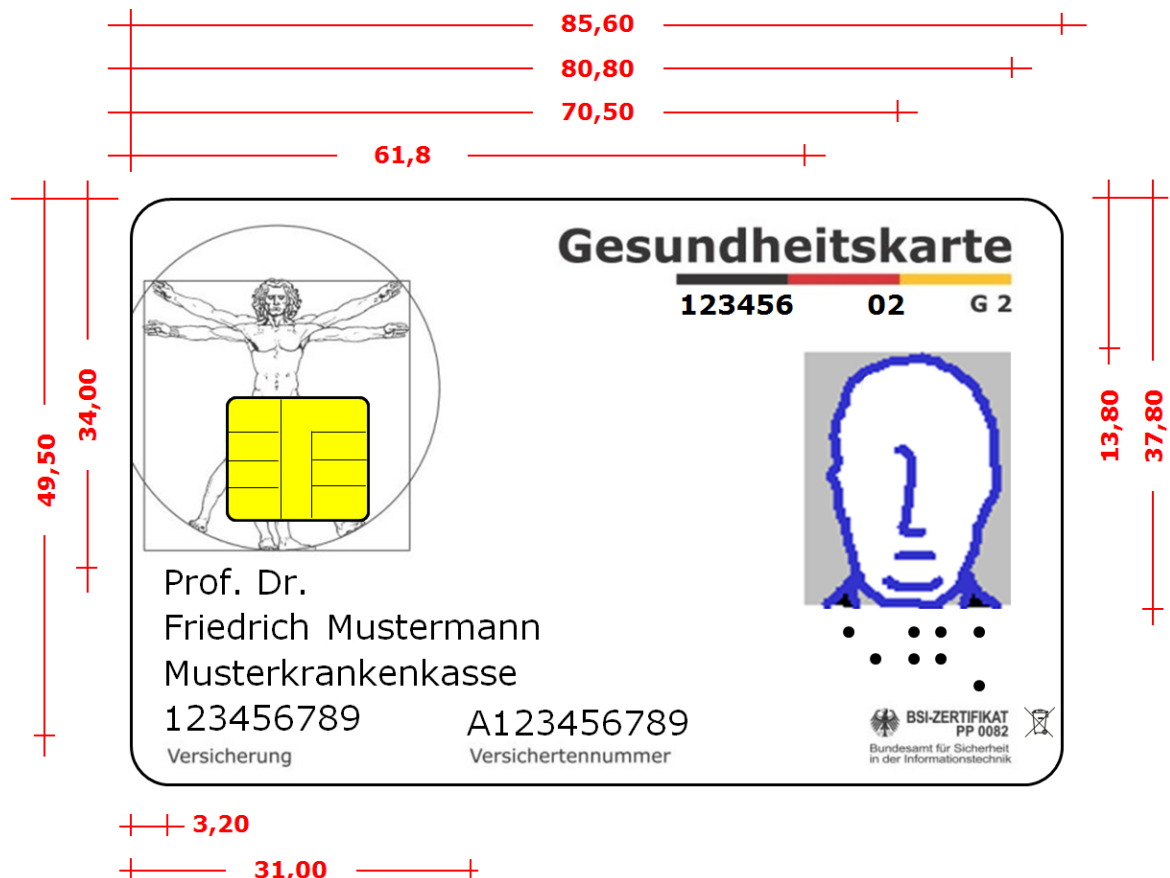 85,60
80,80
70,50
61,8
Gesundheitskarte
123456 02 G 2
34,00
49,50
13,80
37,80
Prof. Dr.
Friedrich Mustermann
Musterkrankenkasse
123456789 A123456789
Versicherung Versichertennummer
BSI-ZERTIFIKAT
PP 0082
Bundesamt für Sicherheit
in der Informationstechnik
3,20
31,00